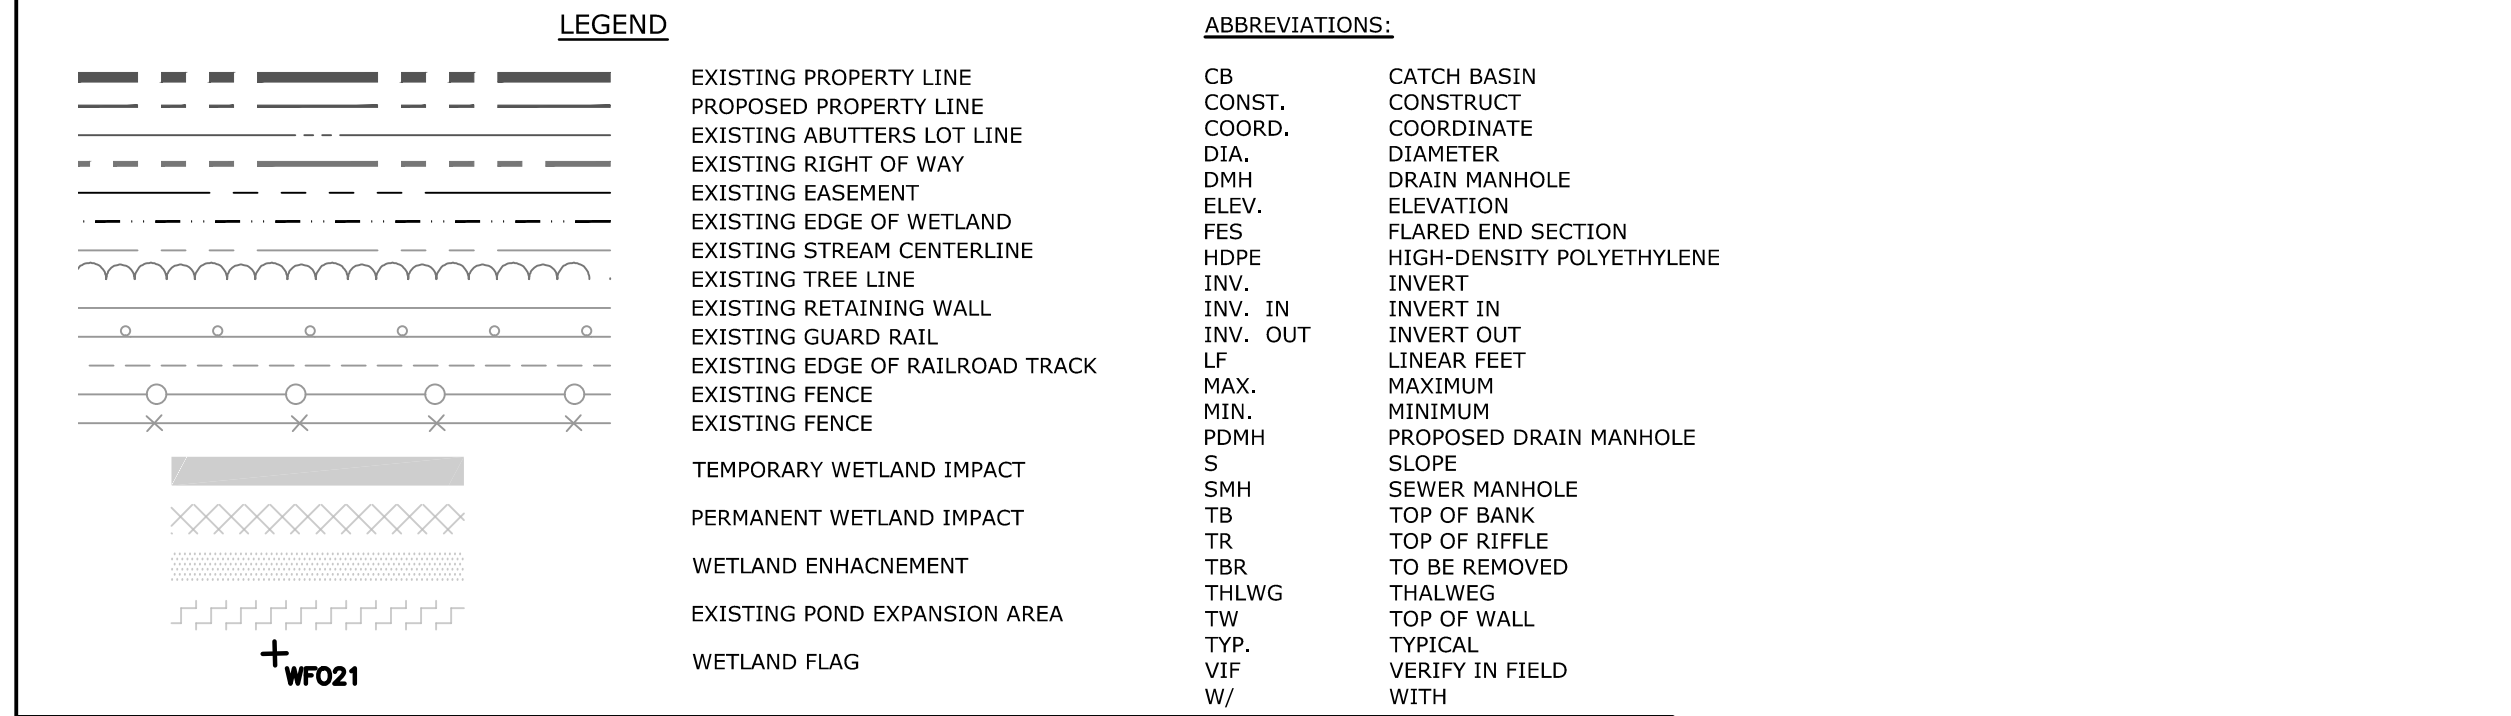 LEGEND
EXISTING PROPERTY LINE
PROPOSED PROPERTY LINE
EXISTING ABUTTERS LOT LINE
EXISTING RIGHT OF WAY
EXISTING EASEMENT
EXISTING EDGE OF WETLAND
EXISTING STREAM CENTERLINE
EXISTING TREE LINE
EXISTING RETAINING WALL
EXISTING GUARD RAIL
EXISTING EDGE OF RAILROAD TRACK
EXISTING FENCE
EXISTING FENCE
TEMPORARY WETLAND IMPACT
PERMANENT WETLAND IMPACT
WETLAND ENHACNEMENT
EXISTING POND EXPANSION AREA
WETLAND FLAG
WF021
ABBREVIATIONS:
CB CATCH BASIN
CONST. CONSTRUCT
COORD. COORDINATE
DIA. DIAMETER
DMH DRAIN MANHOLE
ELEV. ELEVATION
FES FLARED END SECTION
HDPE HIGH-DENSITY POLYETHYLENE
INV. INVERT
INV. IN INVERT IN
INV. OUT INVERT OUT
LF LINEAR FEET
MAX. MAXIMUM
MIN. MINIMUM
PDMH PROPOSED DRAIN MANHOLE
S SLOPE
SMH SEWER MANHOLE
TB TOP OF BANK
TR TOP OF RIFFLE
TBR TO BE REMOVED
THLWG THALWEG
TW TOP OF WALL
TYP. TYPICAL
VIF VERIFY IN FIELD
W/ WITH